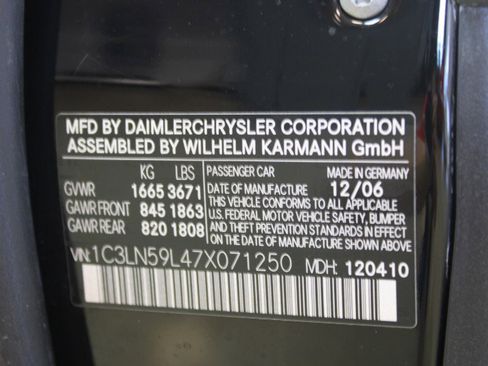 MFD BY DAIMLERCHRYSLER CORPORATION
ASSEMBLED BY WILHELM KARMANN GmbH
KG LBS
GVWR 1665 3671
GAWR FRONT 845 1863
GAWR REAR 820 1808
PASSENGER CAR MADE IN GERMANY
DATE OF MANUFACTURE 12/06
THIS VEHICLE CONFORMS TO ALL APPLICABLE
U.S. FEDERAL MOTOR VEHICLE SAFETY, BUMPER,
AND THEFT PREVENTION STANDARDS IN EFFECT
ON THE DATE OF MANUFACTURE SHOWN ABOVE.
VIN: 1C3LN59L47X071250 MDH: 120410